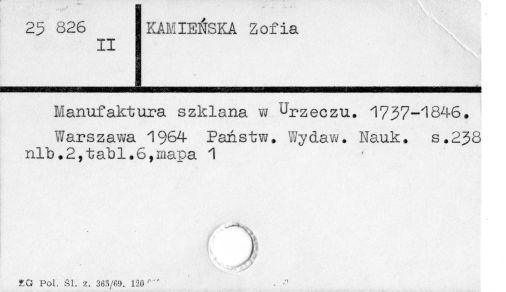 25 826
II
KAMIEŃSKA Zofia
Manufaktura szklana w Urzeczu. 1737-1846.
Warszawa 1964 Państw. Wydaw. Nauk. s.238
nlb.2,tabl.6,mapa 1
ZG Pol. Śl. z. 365/69. 120